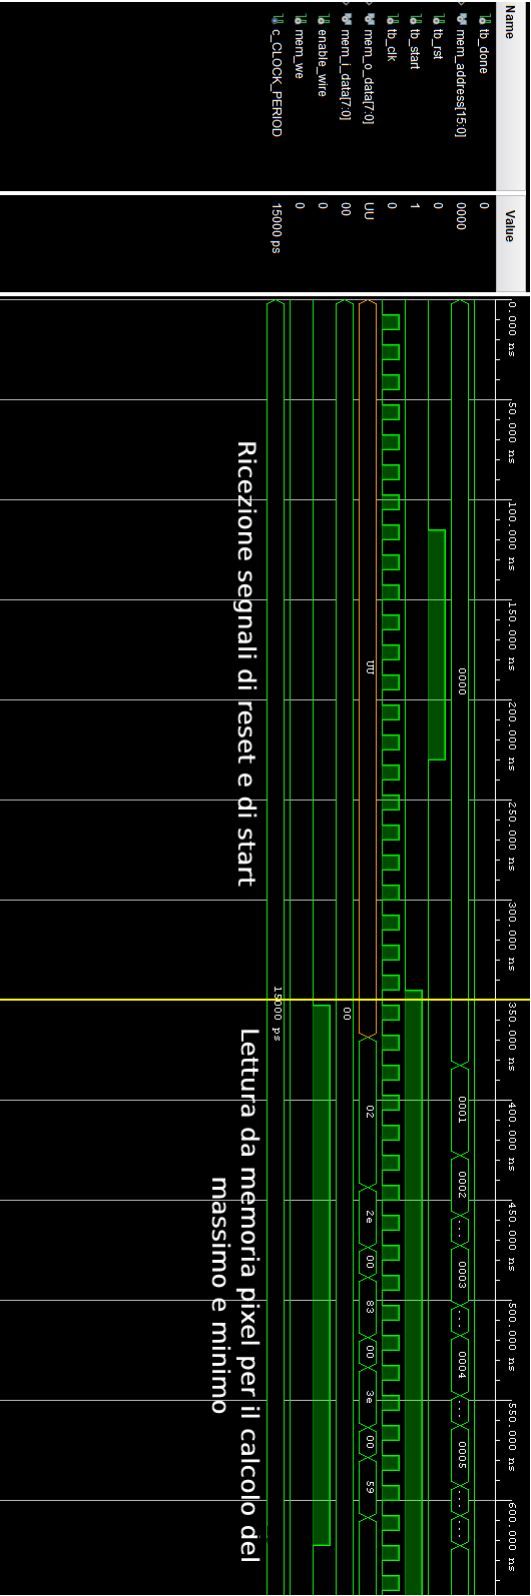 Name
Value
0.000 ns
50.000 ns
100.000 ns
150.000 ns
200.000 ns
250.000 ns
300.000 ns
350.000 ns
400.000 ns
450.000 ns
500.000 ns
550.000 ns
600.000 ns
tb_done
0
mem_address[15:0]
0000
0000
0001
0002
...
0003
...
0004
...
0005
...
...
tb_rst
0
tb_start
1
tb_clk
0
mem_o_data[7:0]
UU
UU
02
2e
00
83
00
3e
00
59
mem_i_data[7:0]
00
00
enable_wire
0
mem_we
0
c_CLOCK_PERIOD
15000 ps
15000 ps
Ricezione segnali di reset e di start
Lettura da memoria pixel per il calcolo del
massimo e minimo